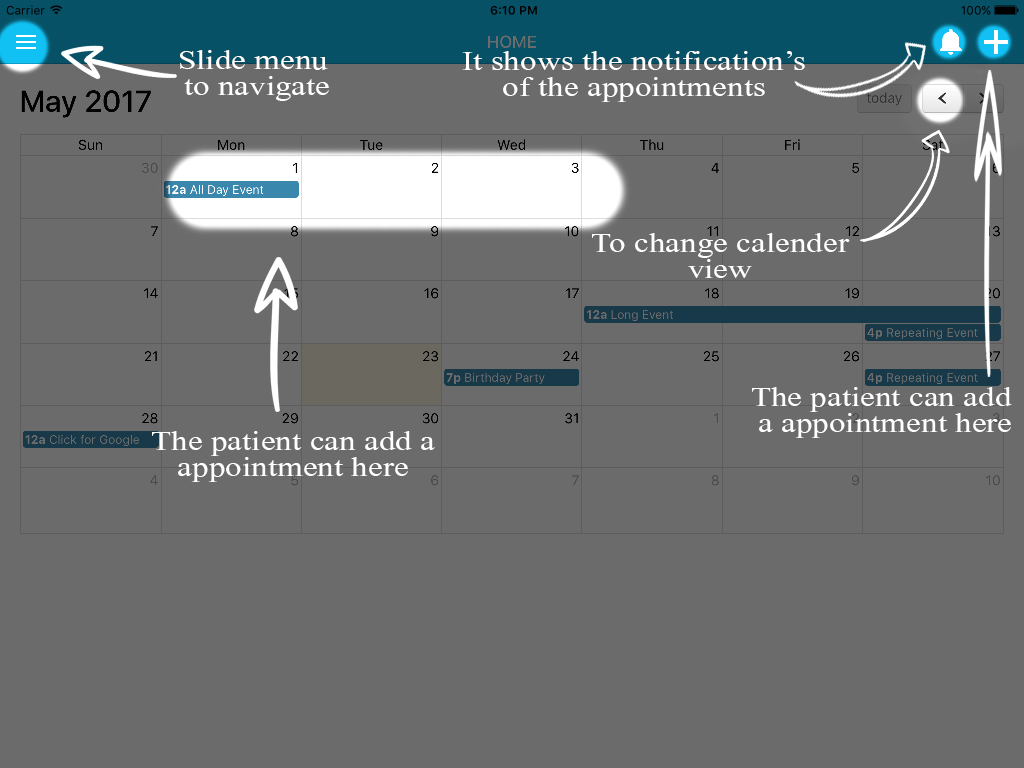 Carrier
6:10 PM
100%
HOME
Slide menu
to navigate
It shows the notification's
of the appointments
May 2017
today
Sun Mon Tue Wed Thu Fri Sat
30 1 2 3 4 5 6
12a All Day Event
7 8 9 10 11 12 13
To change calender
view
14 15 16 17 18 19 20
12a Long Event
4p Repeating Event
21 22 23 24 25 26 27
7p Birthday Party
4p Repeating Event
The patient can add
a appointment here
28 29 30 31 1 2 3
12a Click for Google
The patient can add a
appointment here
4 5 6 7 8 9 10